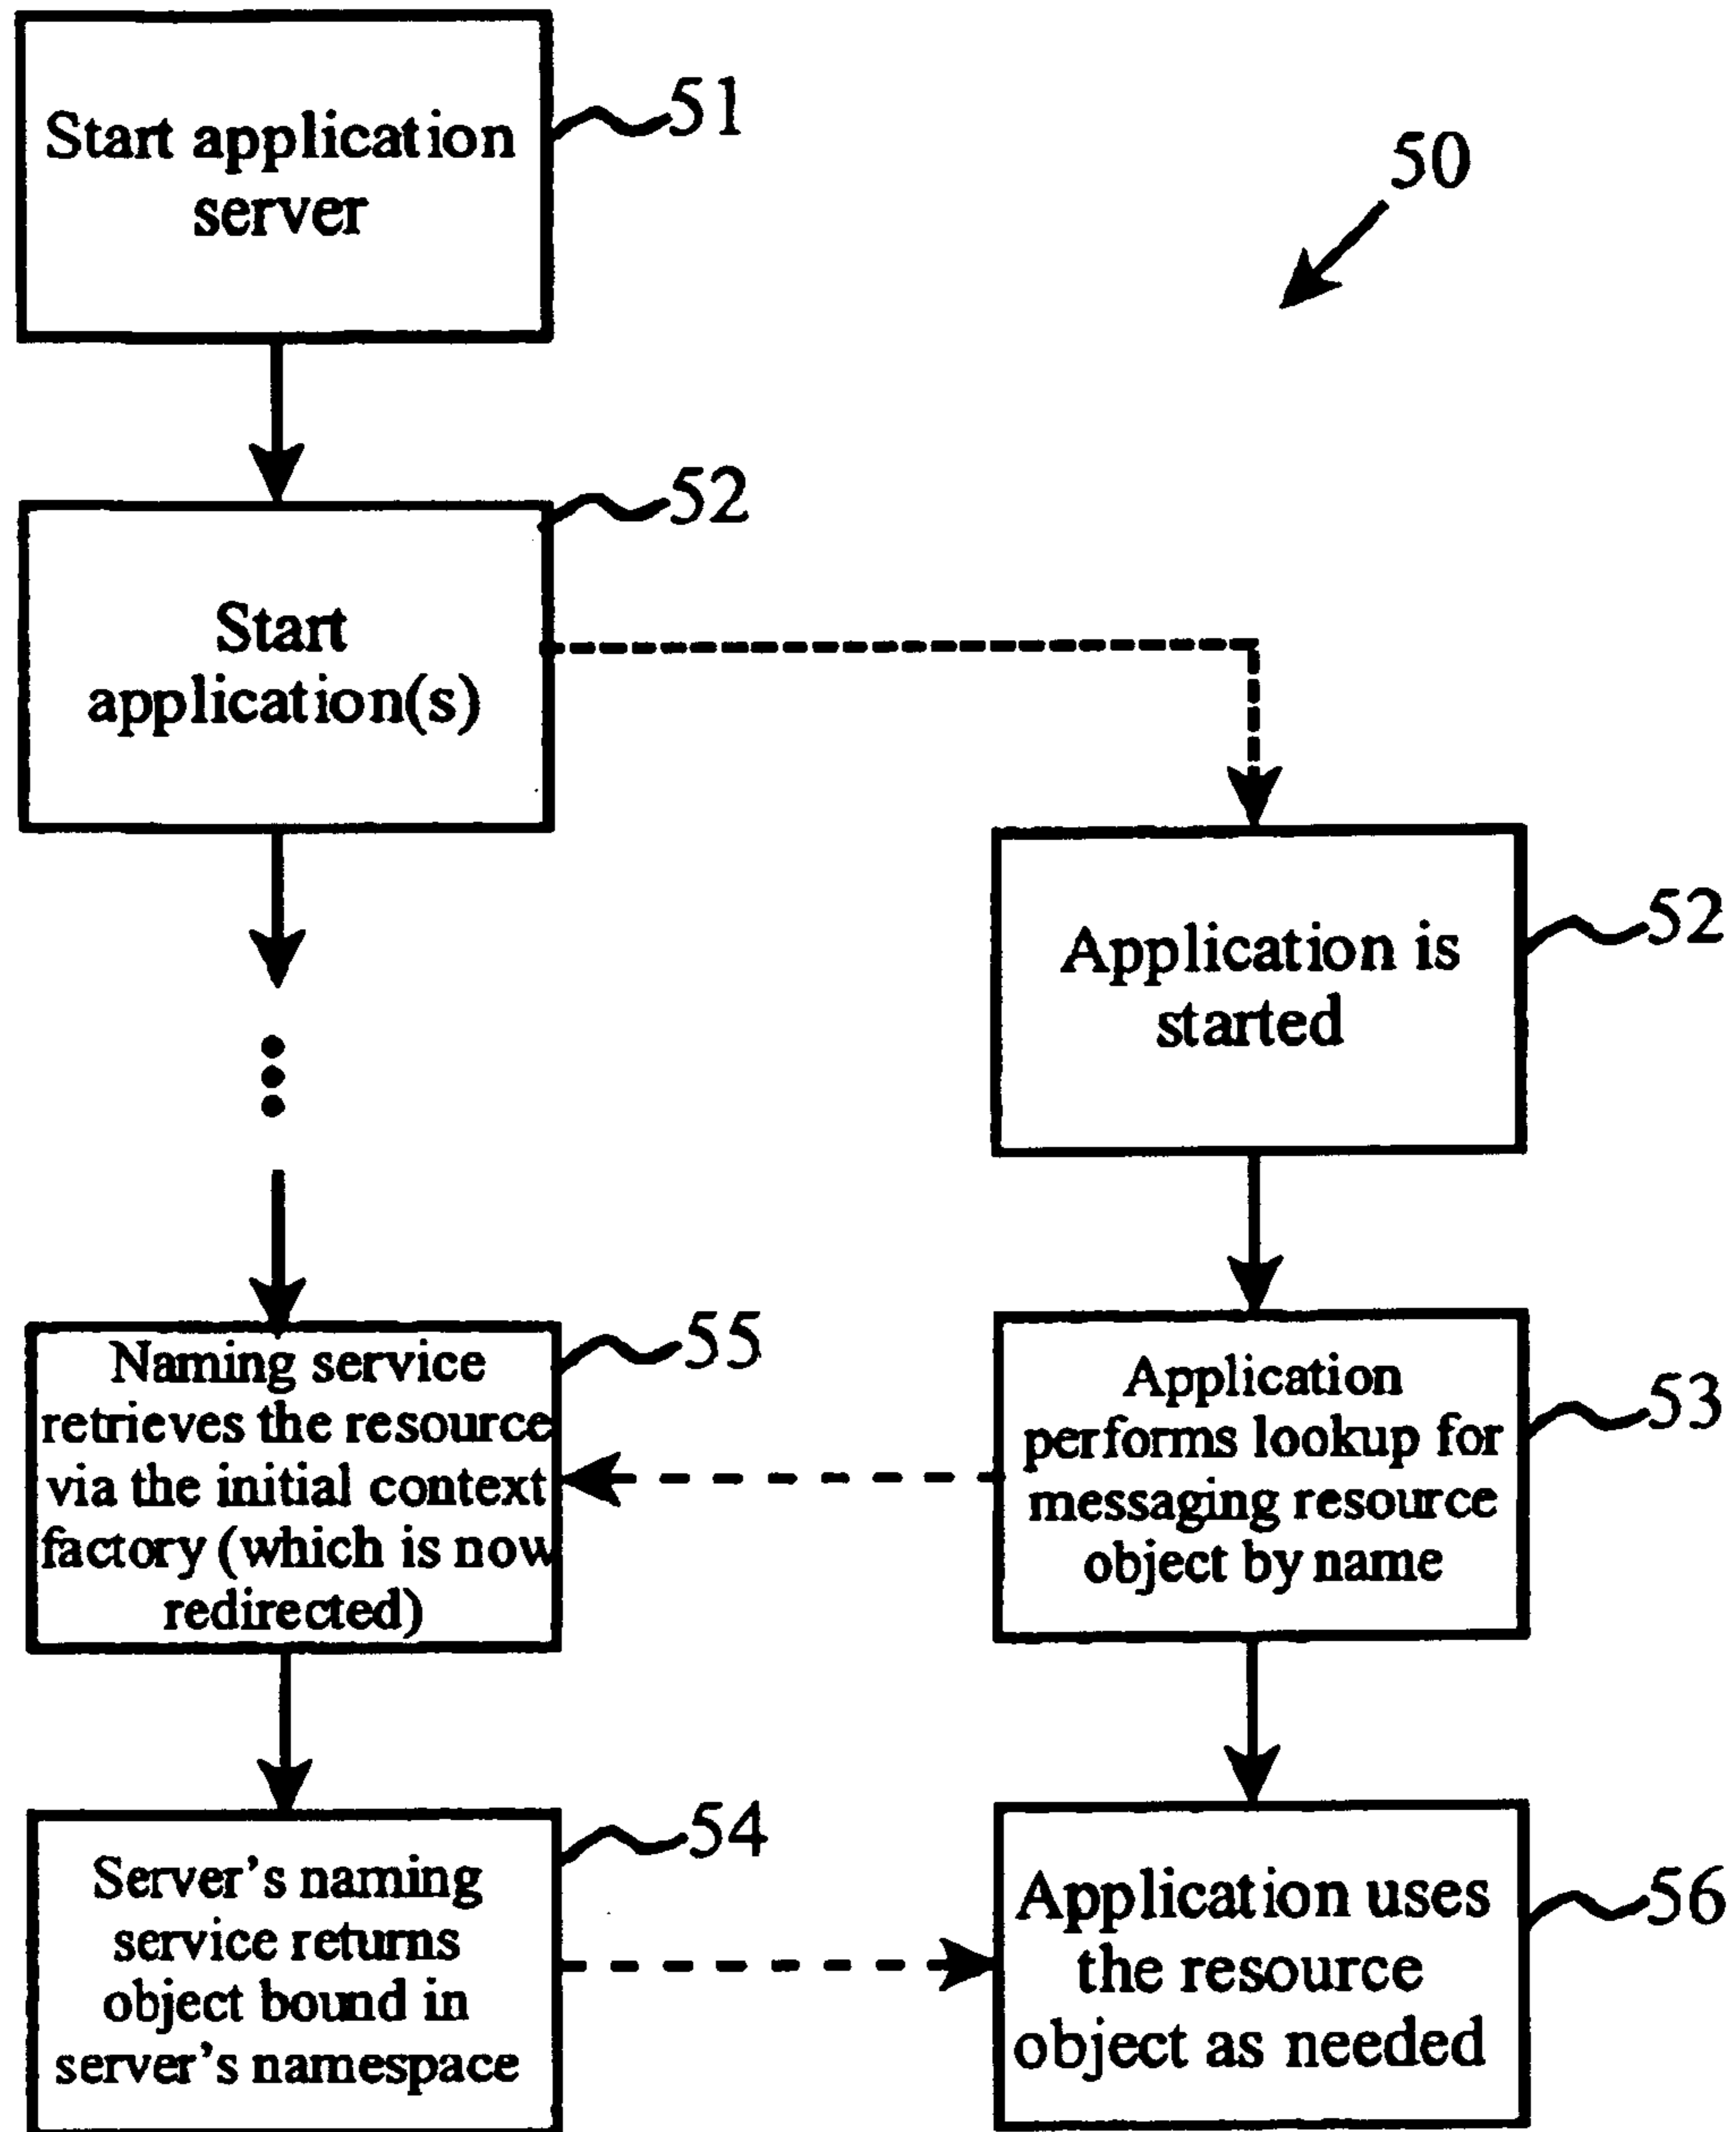 Start application
server
51
50
Start
application(s)
52
Application is
started
52
Naming service
retrieves the resource
via the initial context
factory (which is now
redirected)
55
Application
performs lookup for
messaging resource
object by name
53
Server's naming
service returns
object bound in
server's namespace
54
Application uses
the resource
object as needed
56